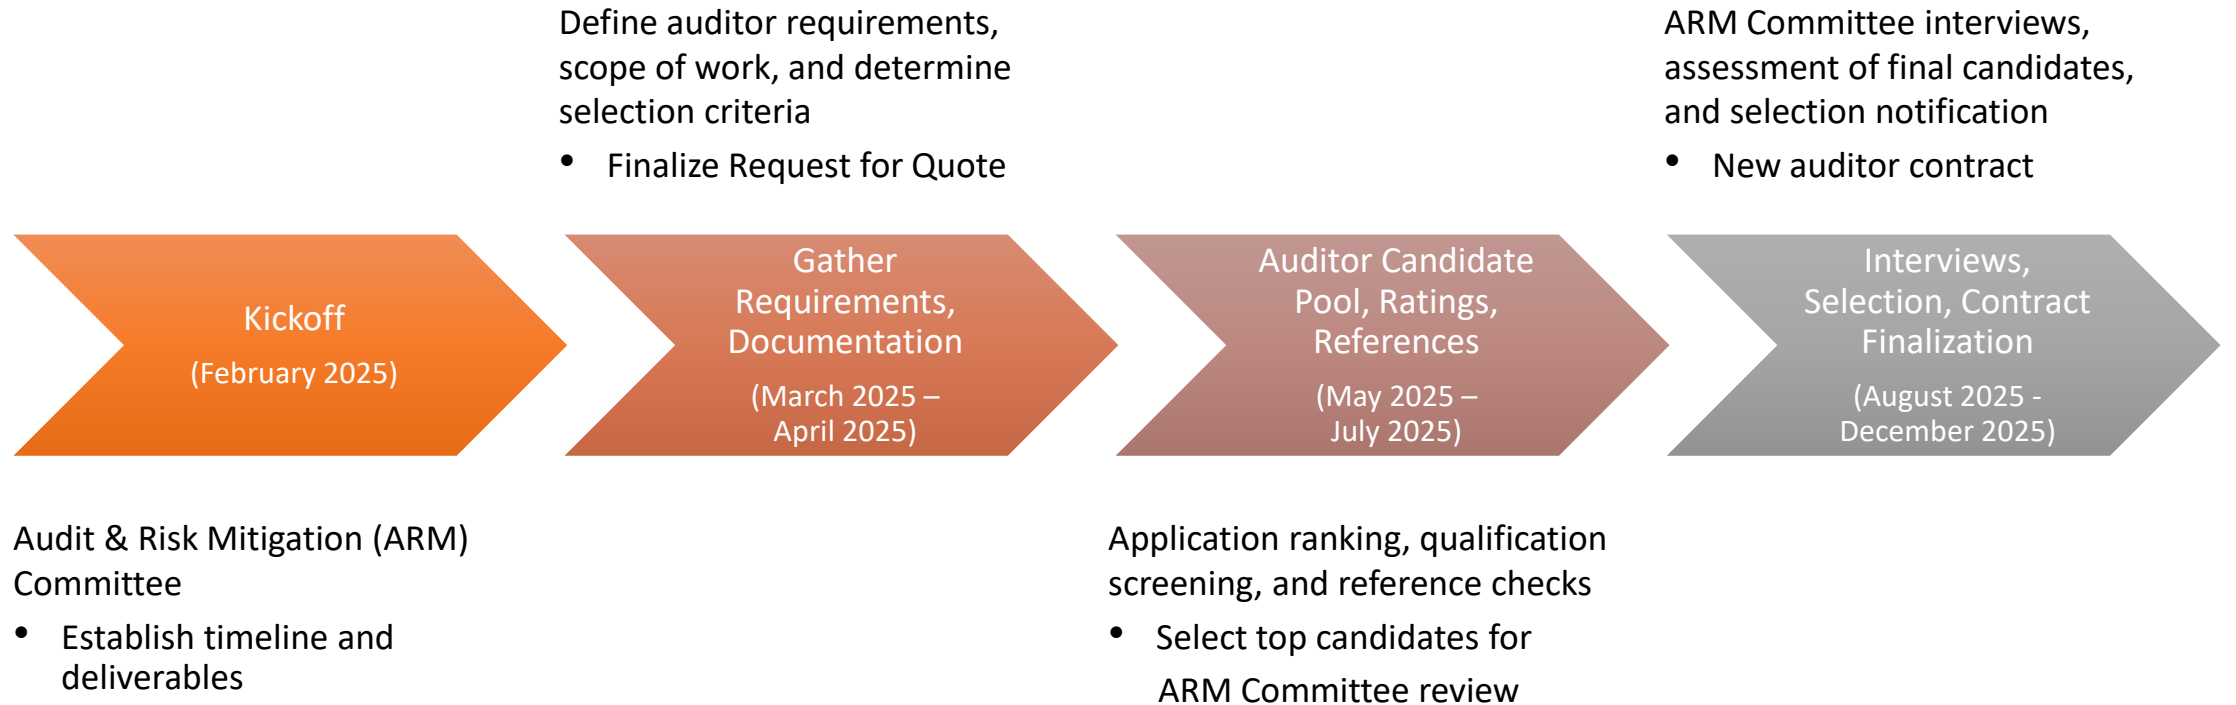 Define auditor requirements,
scope of work, and determine
selection criteria
• Finalize Request for Quote
ARM Committee interviews,
assessment of final candidates,
and selection notification
• New auditor contract
Kickoff
(February 2025)
Gather
Requirements,
Documentation
(March 2025 –
April 2025)
Auditor Candidate
Pool, Ratings,
References
(May 2025 –
July 2025)
Interviews,
Selection, Contract
Finalization
(August 2025 -
December 2025)
Audit & Risk Mitigation (ARM)
Committee
• Establish timeline and
deliverables
Application ranking, qualification
screening, and reference checks
• Select top candidates for
ARM Committee review